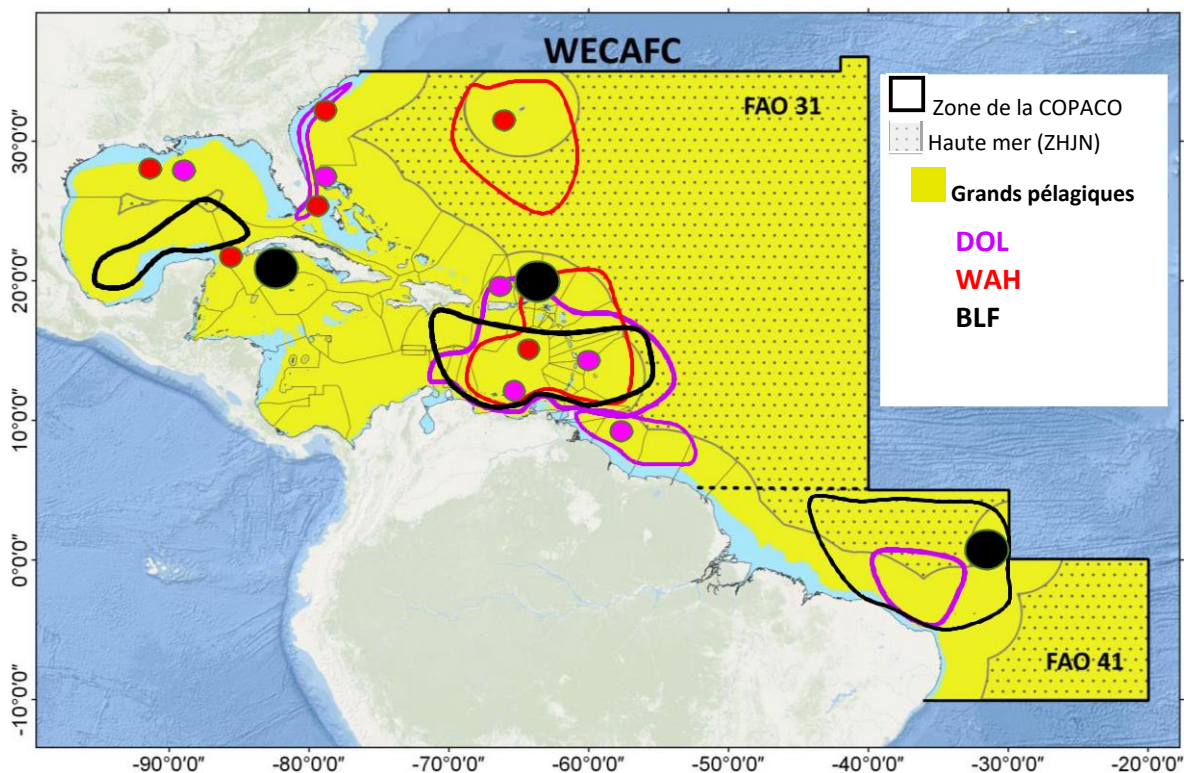 WECAFC
FAO 31
Zone de la COPACO
Haute mer (ZHJN)
Grands pélagiques
DOL
WAH
BLF
FAO 41
30°0'0"
20°0'0"
10°0'0"
0°0'0"
-10°0'0"
-90°0'0"
-80°0'0"
-70°0'0"
-60°0'0"
-50°0'0"
-40°0'0"
-30°0'0"
-20°0'0"